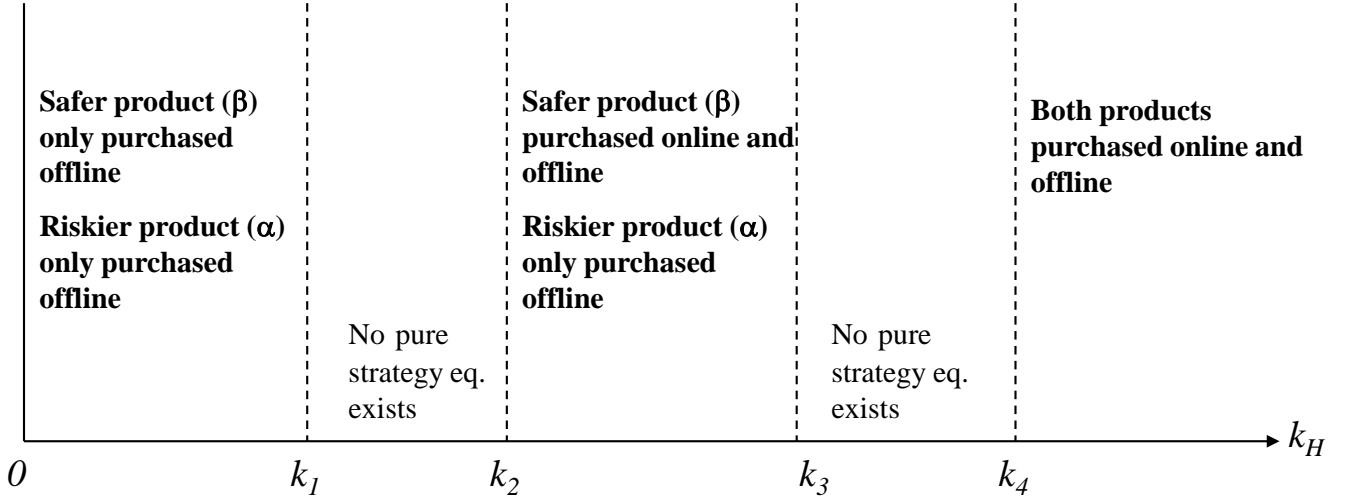 Safer product (β)
only purchased
offline
Riskier product (α)
only purchased
offline
No pure
strategy eq.
exists
Safer product (β)
purchased online and
offline
Riskier product (α)
only purchased
offline
No pure
strategy eq.
exists
Both products
purchased online and
offline
0 k1 k2 k3 k4 kH